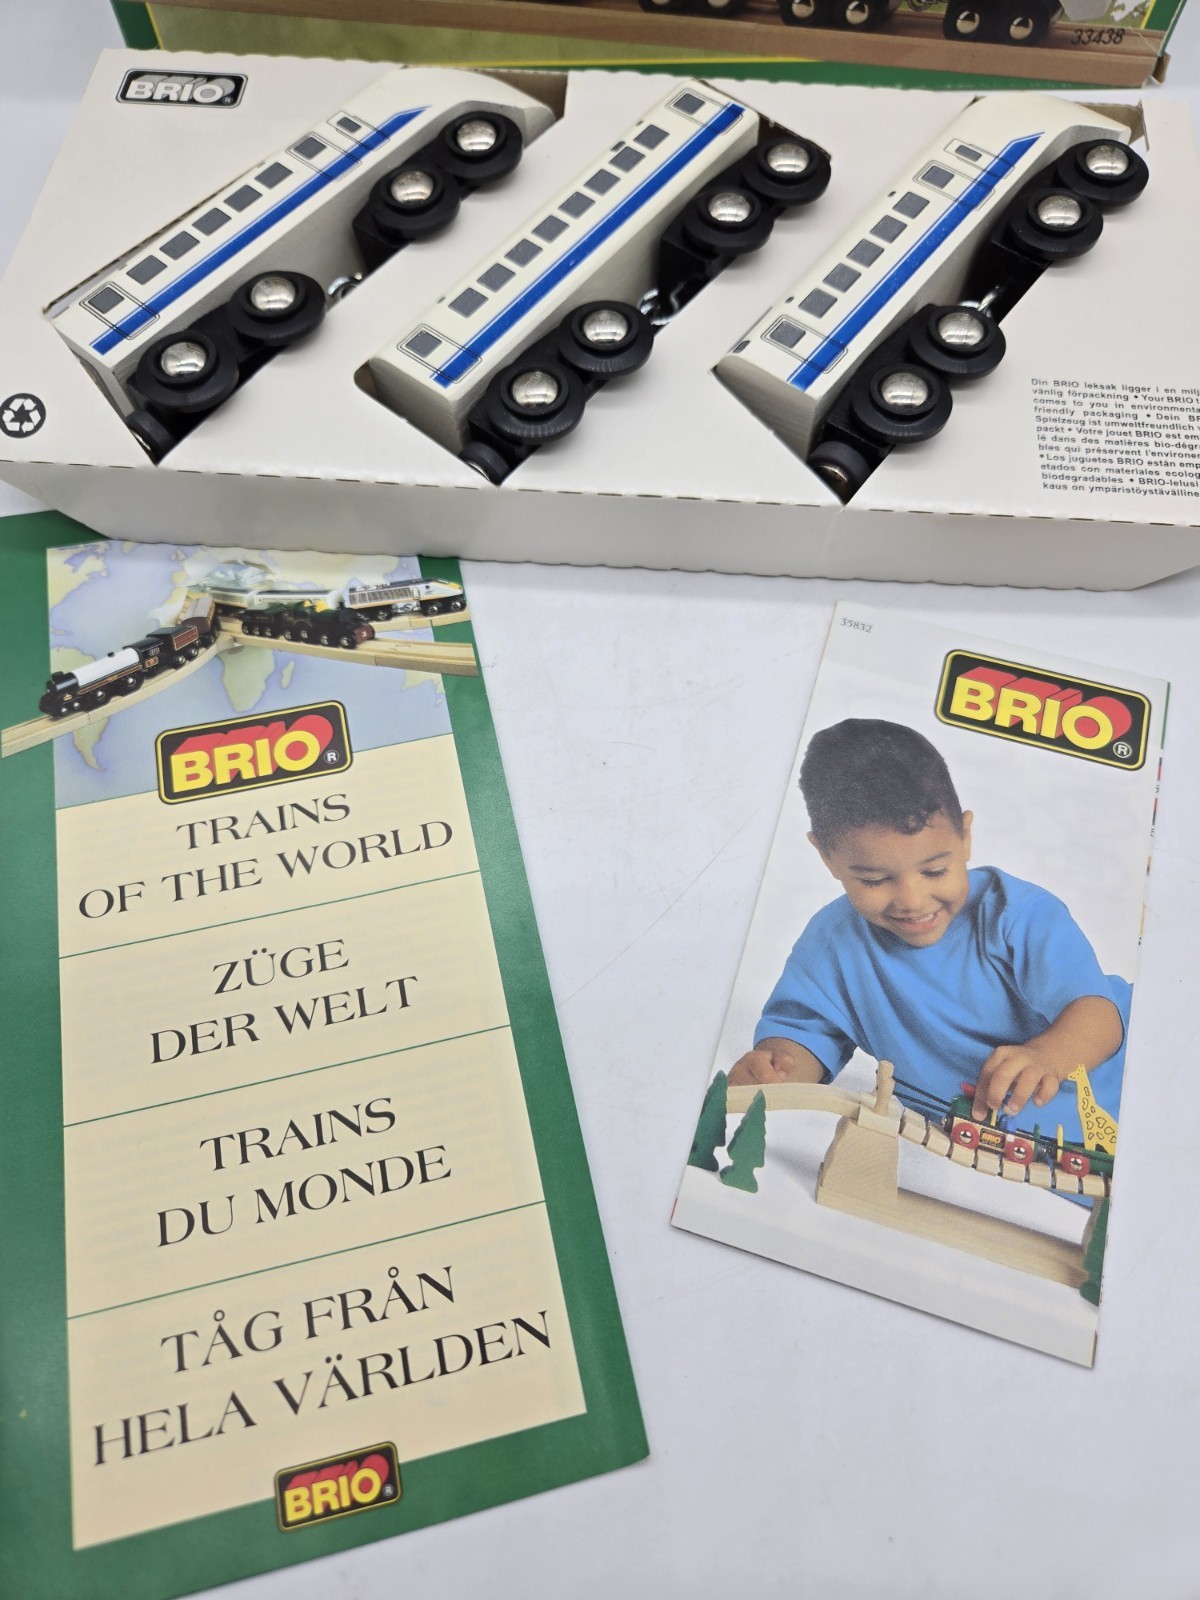 33438
BRIO®
Din BRIO leksak ligger i en milj
vänlig förpackning • Your BRIO t
comes to you in environmenta
friendly packaging • Dein BR
Spielzeug ist umweltfreundlich v
packt • Votre jouet BRIO est em
lé dans des matières bio-dégra
bles qui préservent l'environe
• Los juguetes BRIO están emp
etados con materiales ecolog
biodegradables • BRIO-lelusi
kaus on ympäristöystävälline
BRIO®
TRAINS
OF THE WORLD
ZÜGE
DER WELT
TRAINS
DU MONDE
TÅG FRÅN
HELA VÄRLDEN
BRIO®
35832
BRIO®
BRIO